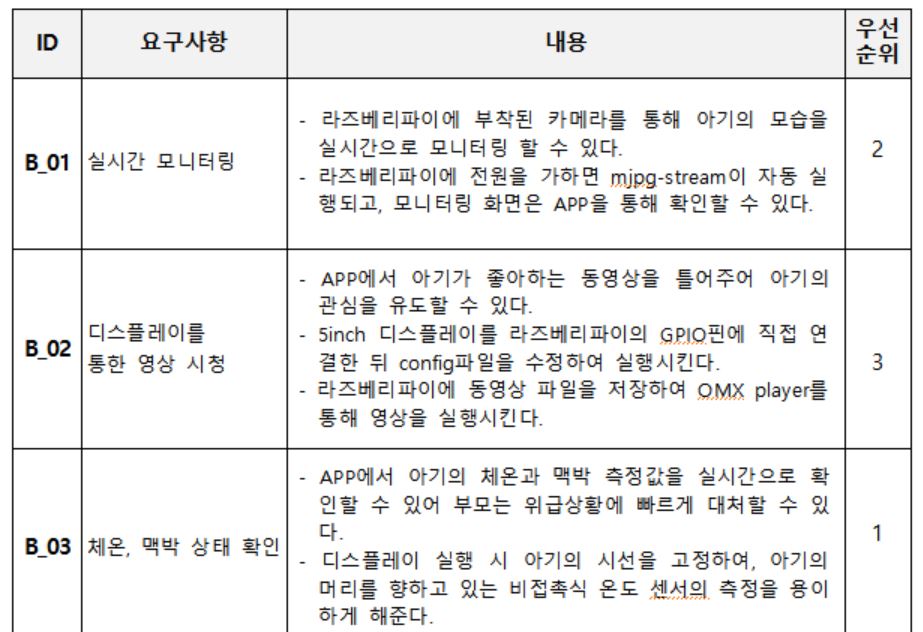 ID 요구사항 내용 우선
순위
B_01 실시간 모니터링
- 라즈베리파이에 부착된 카메라를 통해 아기의 모습을
실시간으로 모니터링 할 수 있다.
- 라즈베리파이에 전원을 가하면 mjpg-stream이 자동 실
행되고, 모니터링 화면은 APP을 통해 확인할 수 있다.
2
B_02
디스플레이를
통한 영상 시청
- APP에서 아기가 좋아하는 동영상을 틀어주어 아기의
관심을 유도할 수 있다.
- 5inch 디스플레이를 라즈베리파이의 GPIO핀에 직접 연
결한 뒤 config파일을 수정하여 실행시킨다.
- 라즈베리파이에 동영상 파일을 저장하여 OMX player를
통해 영상을 실행시킨다.
3
B_03 체온, 맥박 상태 확인
- APP에서 아기의 체온과 맥박 측정값을 실시간으로 확
인할 수 있어 부모는 위급상황에 빠르게 대처할 수 있
다.
- 디스플레이 실행 시 아기의 시선을 고정하여, 아기의
머리를 향하고 있는 비접촉식 온도 센서의 측정을 용이
하게 해준다.
1